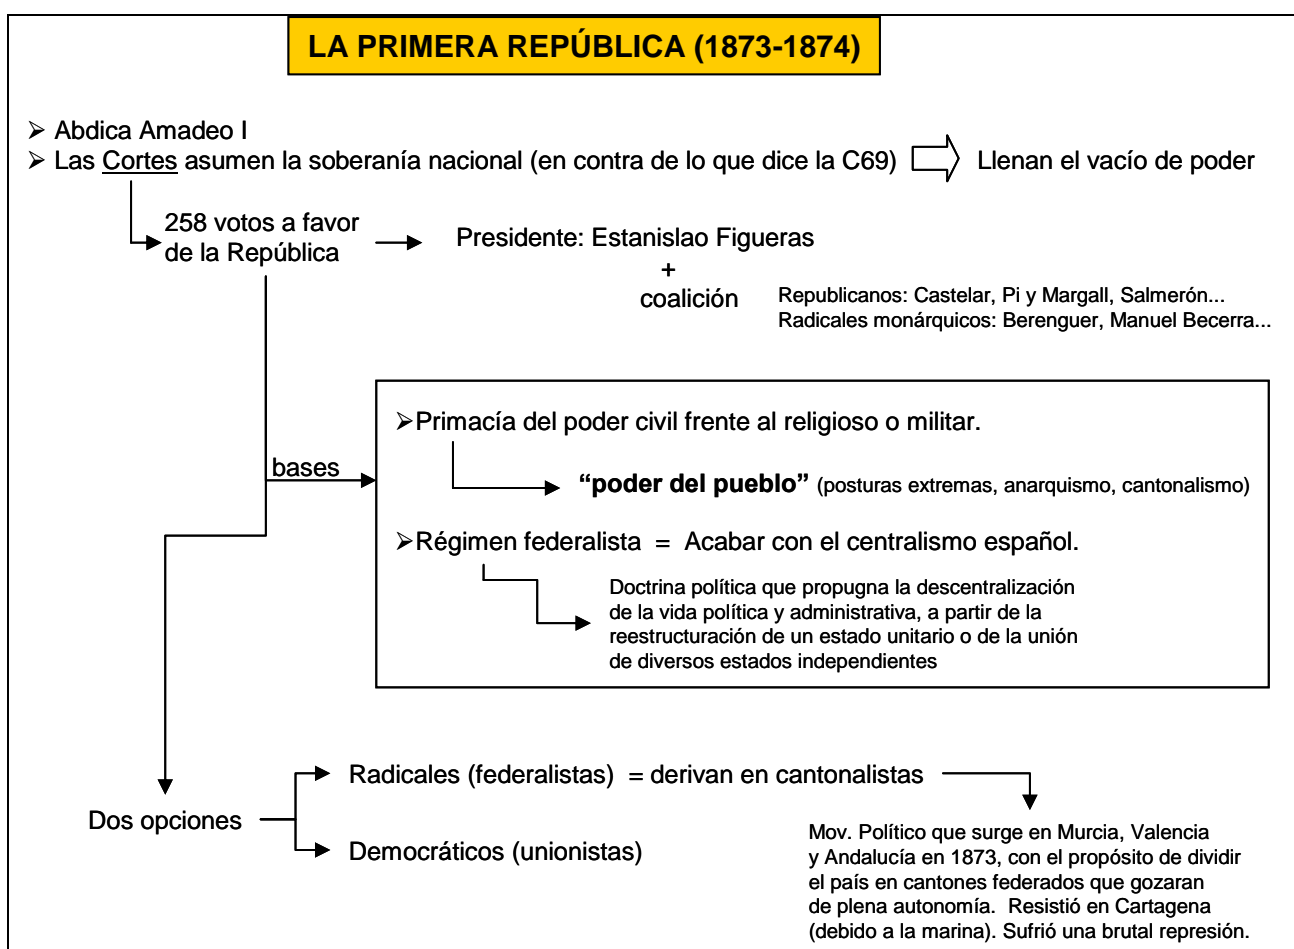 LA PRIMERA REPÚBLICA (1873-1874)
➢ Abdica Amadeo I
➢ Las Cortes asumen la soberanía nacional (en contra de lo que dice la C69)
Llenan el vacío de poder
258 votos a favor
de la República
Presidente: Estanislao Figueras
+
coalición
Republicanos: Castelar, Pi y Margall, Salmerón...
Radicales monárquicos: Berenguer, Manuel Becerra...
bases
➢Primacía del poder civil frente al religioso o militar.
“poder del pueblo” (posturas extremas, anarquismo, cantonalismo)
➢Régimen federalista = Acabar con el centralismo español.
Doctrina política que propugna la descentralización
de la vida política y administrativa, a partir de la
reestructuración de un estado unitario o de la unión
de diversos estados independientes
Dos opciones
Radicales (federalistas) = derivan en cantonalistas
Democráticos (unionistas)
Mov. Político que surge en Murcia, Valencia
y Andalucía en 1873, con el propósito de dividir
el país en cantones federados que gozaran
de plena autonomía. Resistió en Cartagena
(debido a la marina). Sufrió una brutal represión.